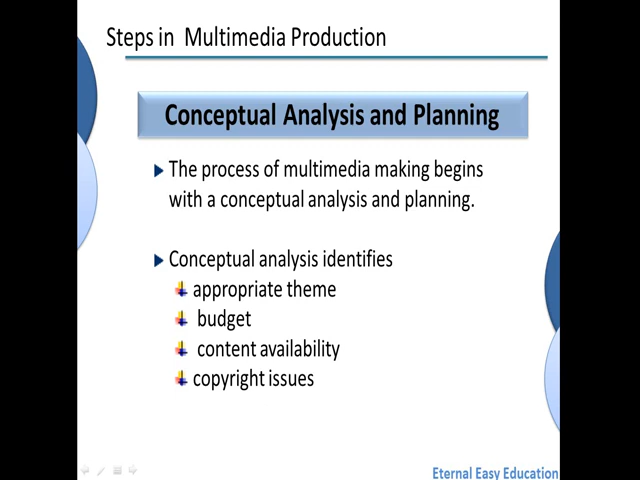 Steps in Multimedia Production
Conceptual Analysis and Planning
The process of multimedia making begins
with a conceptual analysis and planning.
Conceptual analysis identifies
appropriate theme
budget
content availability
copyright issues
Eternal Easy Education